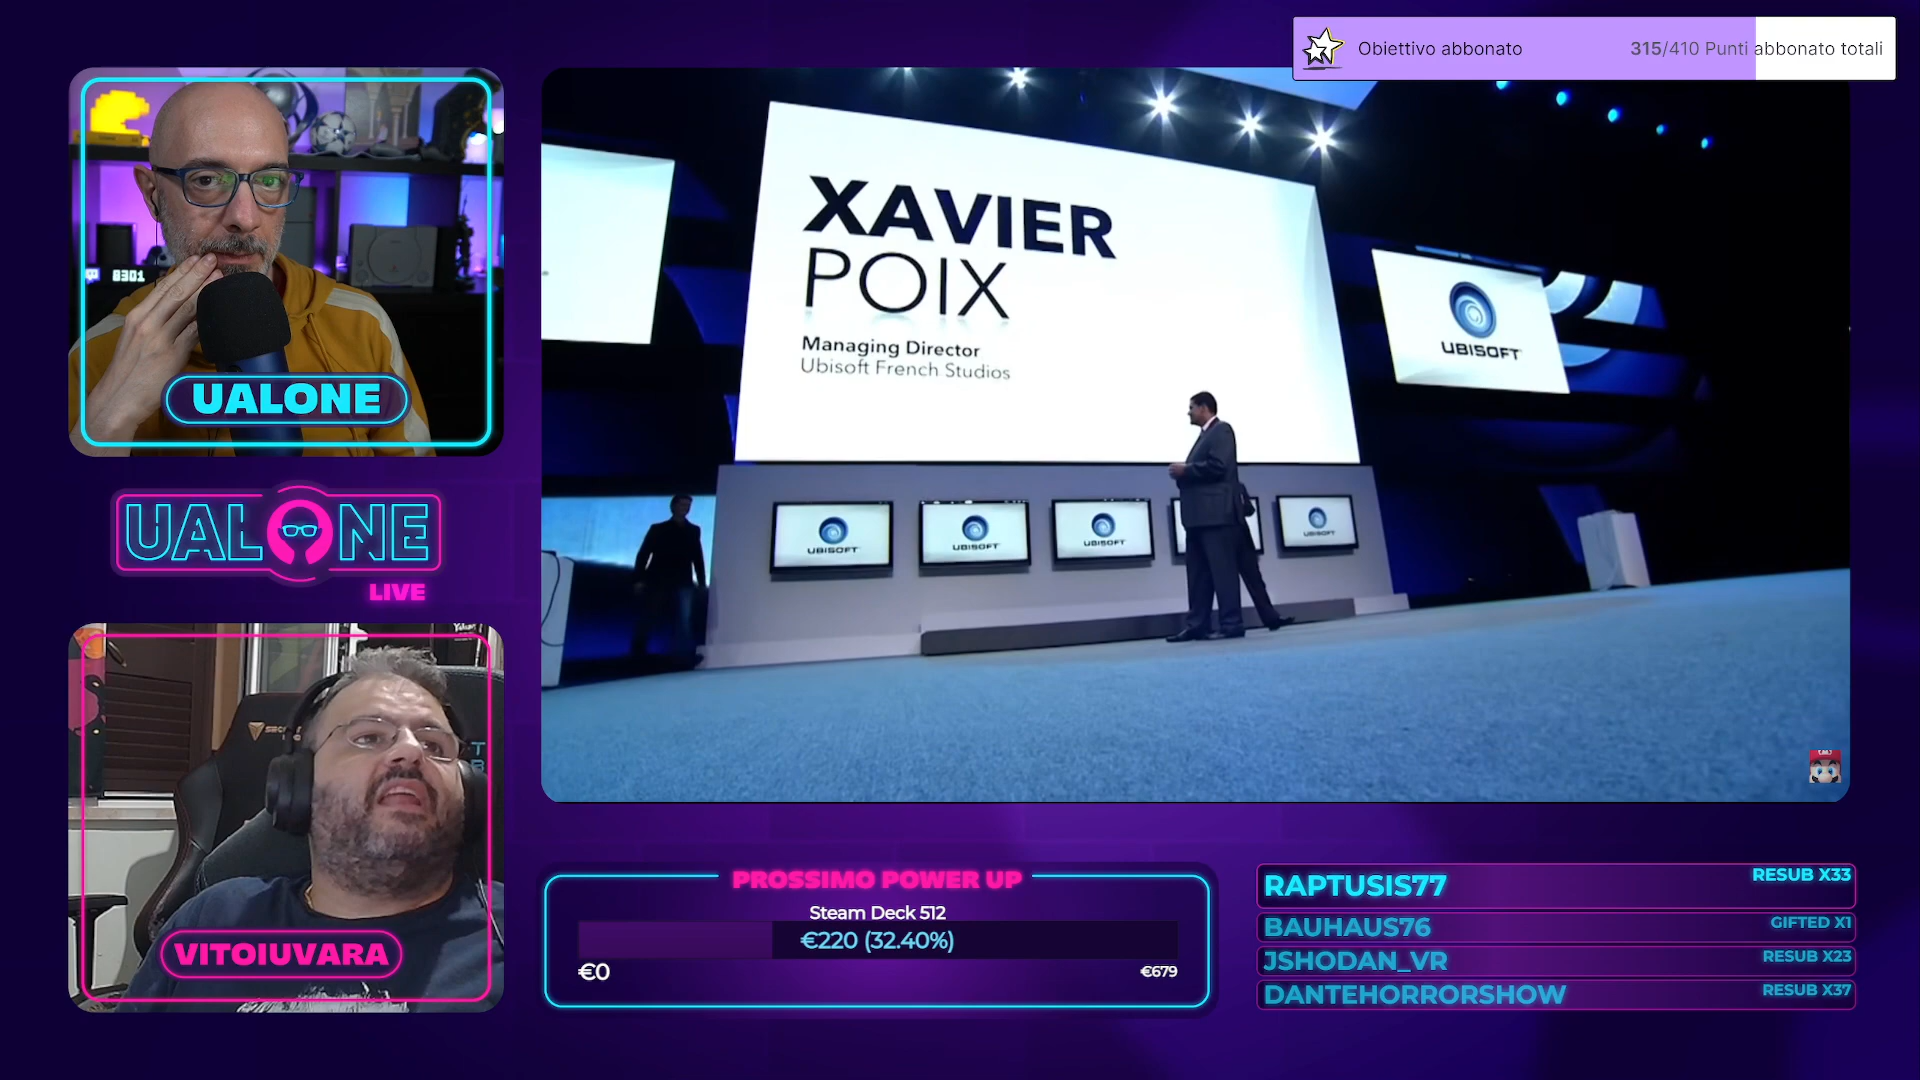 Obiettivo abbonato
315/410 Punti abbonato totali
8301
UALONE
UALONE
LIVE
VITOIUVARA
XAVIER
POIX
Managing Director
Ubisoft French Studios
UBISOFT
UBISOFT
UBISOFT
UBISOFT
UBISOFT
PROSSIMO POWER UP
Steam Deck 512
€220 (32.40%)
€0
€679
RAPTUSIS77
RESUB X33
BAUHAUS76
GIFTED X1
JSHODAN_VR
RESUB X23
DANTEHORRORSHOW
RESUB X37